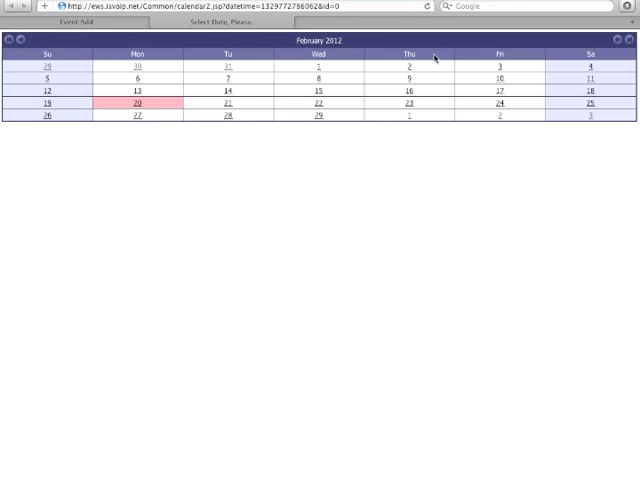 http://ews.isvoip.net/Common/calendar2.jsp?datetime=1329772786062&id=0
Google
Event Add
Select Date, Please.
February 2012
Su Mon Tu Wed Thu Fri Sa
29 30 31 1 2 3 4
5 6 7 8 9 10 11
12 13 14 15 16 17 18
19 20 21 22 23 24 25
26 27 28 29 1 2 3